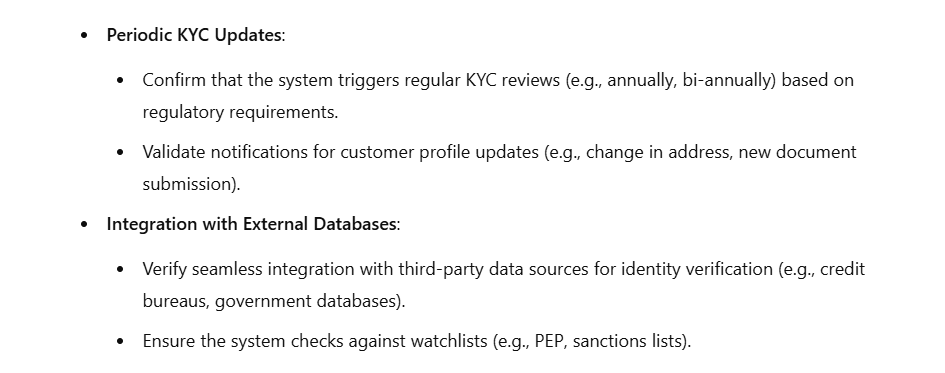 • Periodic KYC Updates:
• Confirm that the system triggers regular KYC reviews (e.g., annually, bi-annually) based on
regulatory requirements.
• Validate notifications for customer profile updates (e.g., change in address, new document
submission).
• Integration with External Databases:
• Verify seamless integration with third-party data sources for identity verification (e.g., credit
bureaus, government databases).
• Ensure the system checks against watchlists (e.g., PEP, sanctions lists).